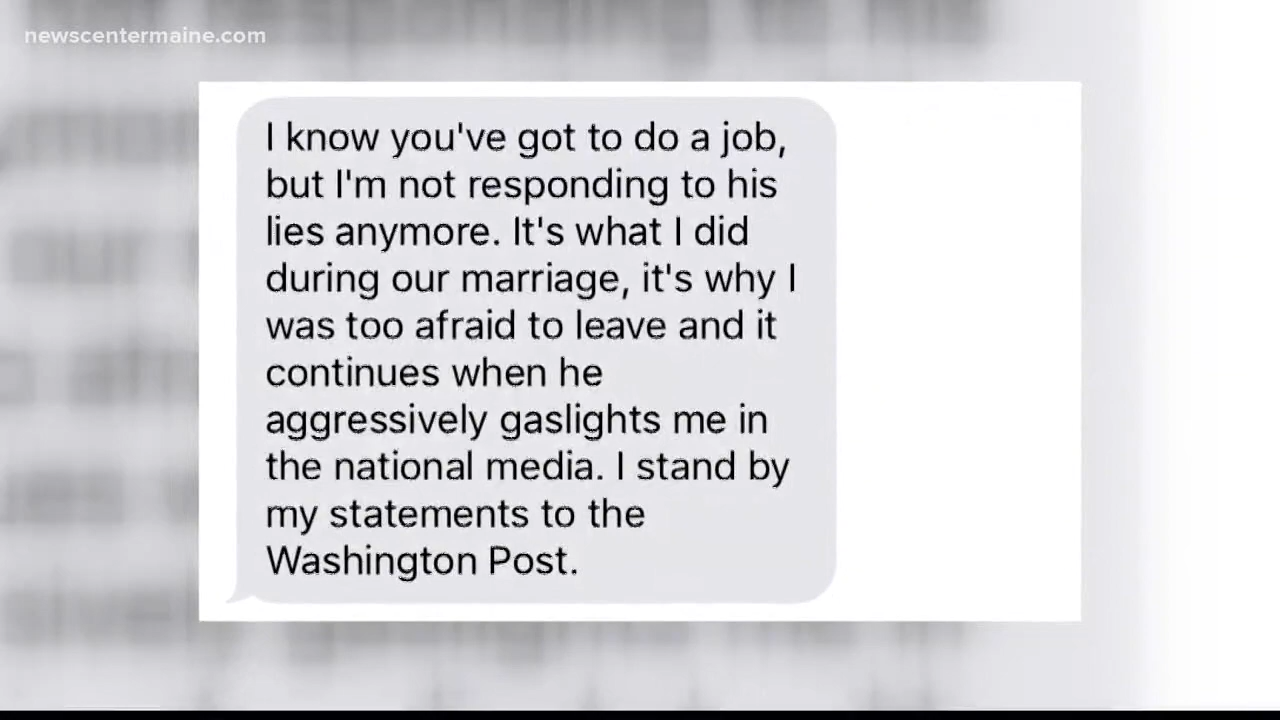 newscentermaine.com
I know you've got to do a job,
but I'm not responding to his
lies anymore. It's what I did
during our marriage, it's why I
was too afraid to leave and it
continues when he
aggressively gaslights me in
the national media. I stand by
my statements to the
Washington Post.